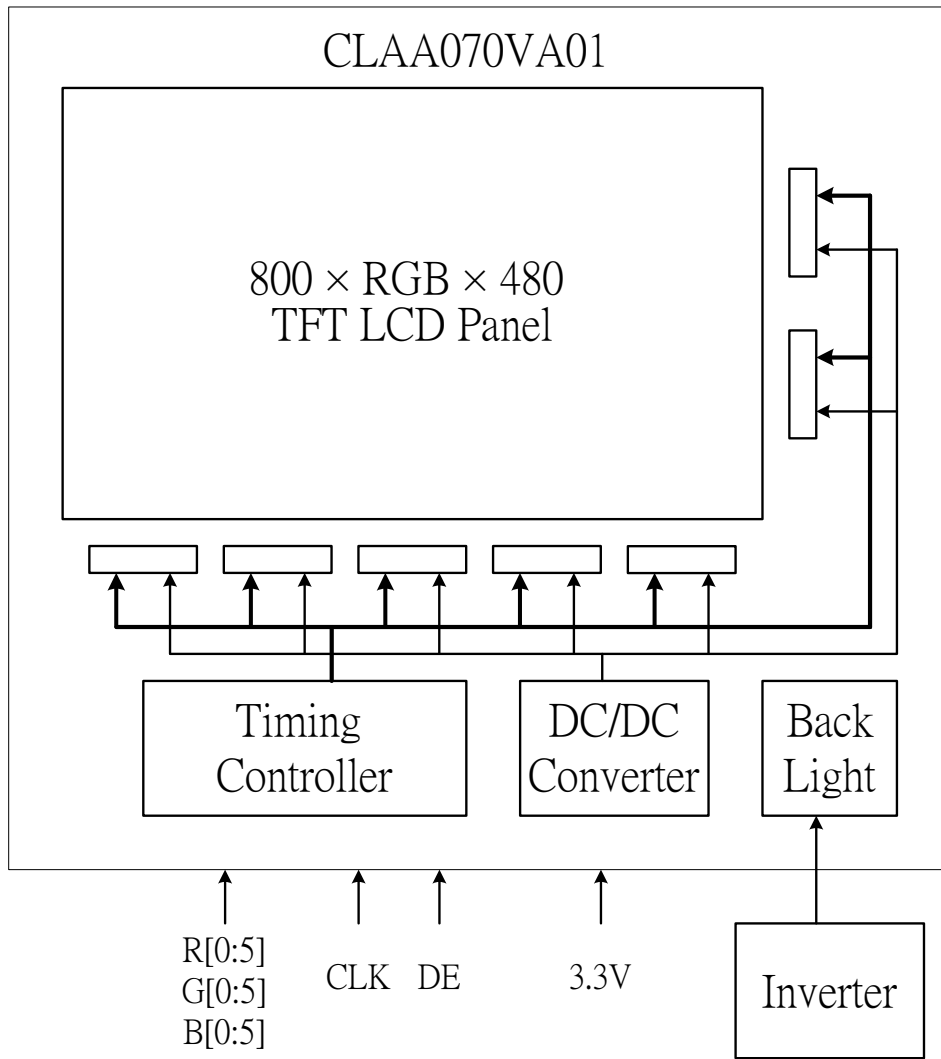 CLAA070VA01
800 × RGB × 480
TFT LCD Panel
Timing
Controller
DC/DC
Converter
Back
Light
R[0:5]
G[0:5]
B[0:5]
CLK
DE
3.3V
Inverter